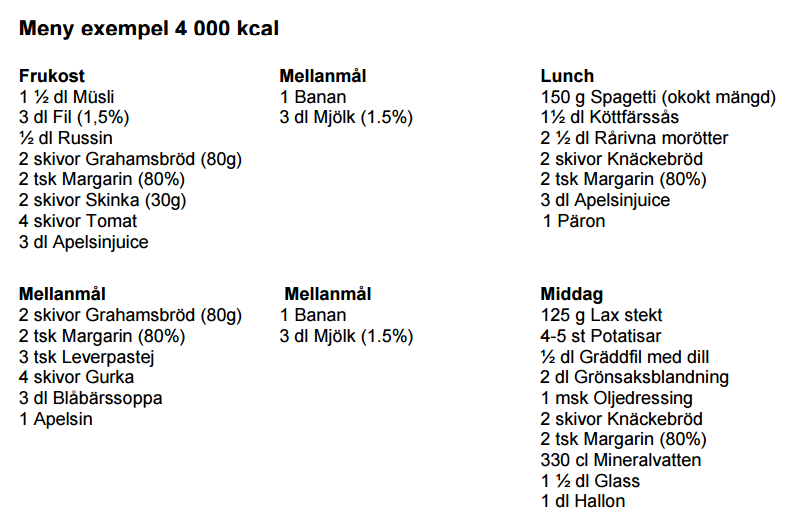 Meny exempel 4 000 kcal
Frukost
1 ½ dl Müsli
3 dl Fil (1,5%)
½ dl Russin
2 skivor Grahamsbröd (80g)
2 tsk Margarin (80%)
2 skivor Skinka (30g)
4 skivor Tomat
3 dl Apelsinjuice
Mellanmål
1 Banan
3 dl Mjölk (1.5%)
Lunch
150 g Spagetti (okokt mängd)
1½ dl Köttfärssås
2 ½ dl Rårivna morötter
2 skivor Knäckebröd
2 tsk Margarin (80%)
3 dl Apelsinjuice
1 Päron
Mellanmål
2 skivor Grahamsbröd (80g)
2 tsk Margarin (80%)
3 tsk Leverpastej
4 skivor Gurka
3 dl Blåbärssoppa
1 Apelsin
Mellanmål
1 Banan
3 dl Mjölk (1.5%)
Middag
125 g Lax stekt
4-5 st Potatisar
½ dl Gräddfil med dill
2 dl Grönsaksblandning
1 msk Oljedressing
2 skivor Knäckebröd
2 tsk Margarin (80%)
330 cl Mineralvatten
1 ½ dl Glass
1 dl Hallon